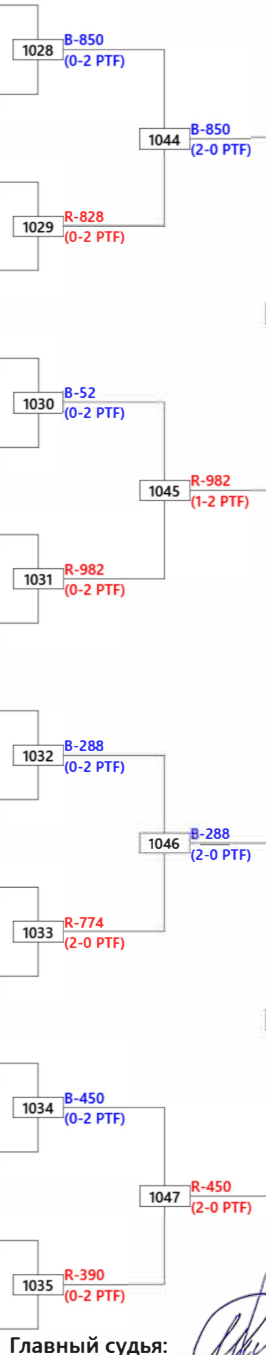 1028
B-850
(0-2 PTF)
1044
B-850
(2-0 PTF)
1029
R-828
(0-2 PTF)
1030
B-52
(0-2 PTF)
1045
R-982
(1-2 PTF)
1031
R-982
(0-2 PTF)
1032
B-288
(0-2 PTF)
1046
B-288
(2-0 PTF)
1033
R-774
(2-0 PTF)
1034
B-450
(0-2 PTF)
1047
R-450
(2-0 PTF)
1035
R-390
(0-2 PTF)
Главный судья: